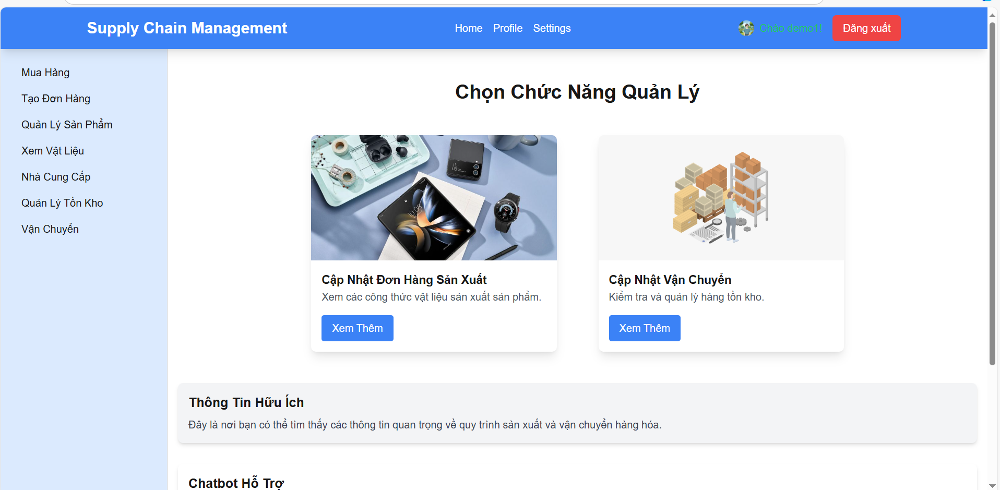 Supply Chain Management
Home Profile Settings
Chào demo1!
Đăng xuất
Mua Hàng
Tạo Đơn Hàng
Quản Lý Sản Phẩm
Xem Vật Liệu
Nhà Cung Cấp
Quản Lý Tồn Kho
Vận Chuyển
Chọn Chức Năng Quản Lý
10:08
Cập Nhật Đơn Hàng Sản Xuất
Xem các công thức vật liệu sản xuất sản phẩm.
Xem Thêm
Cập Nhật Vận Chuyển
Kiểm tra và quản lý hàng tồn kho.
Xem Thêm
Thông Tin Hữu Ích
Đây là nơi bạn có thể tìm thấy các thông tin quan trọng về quy trình sản xuất và vận chuyển hàng hóa.
Chatbot Hỗ Trợ